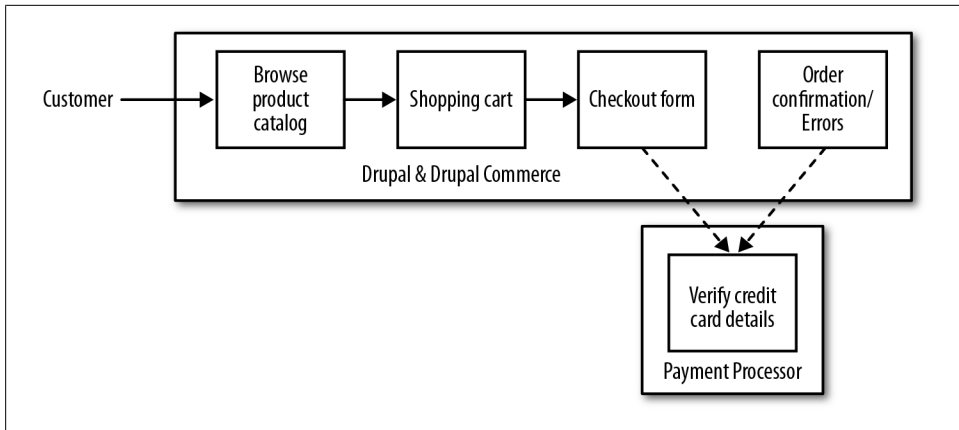 Customer
Browse
product
catalog
Shopping cart
Checkout form
Order
confirmation/
Errors
Drupal & Drupal Commerce
Verify credit
card details
Payment Processor